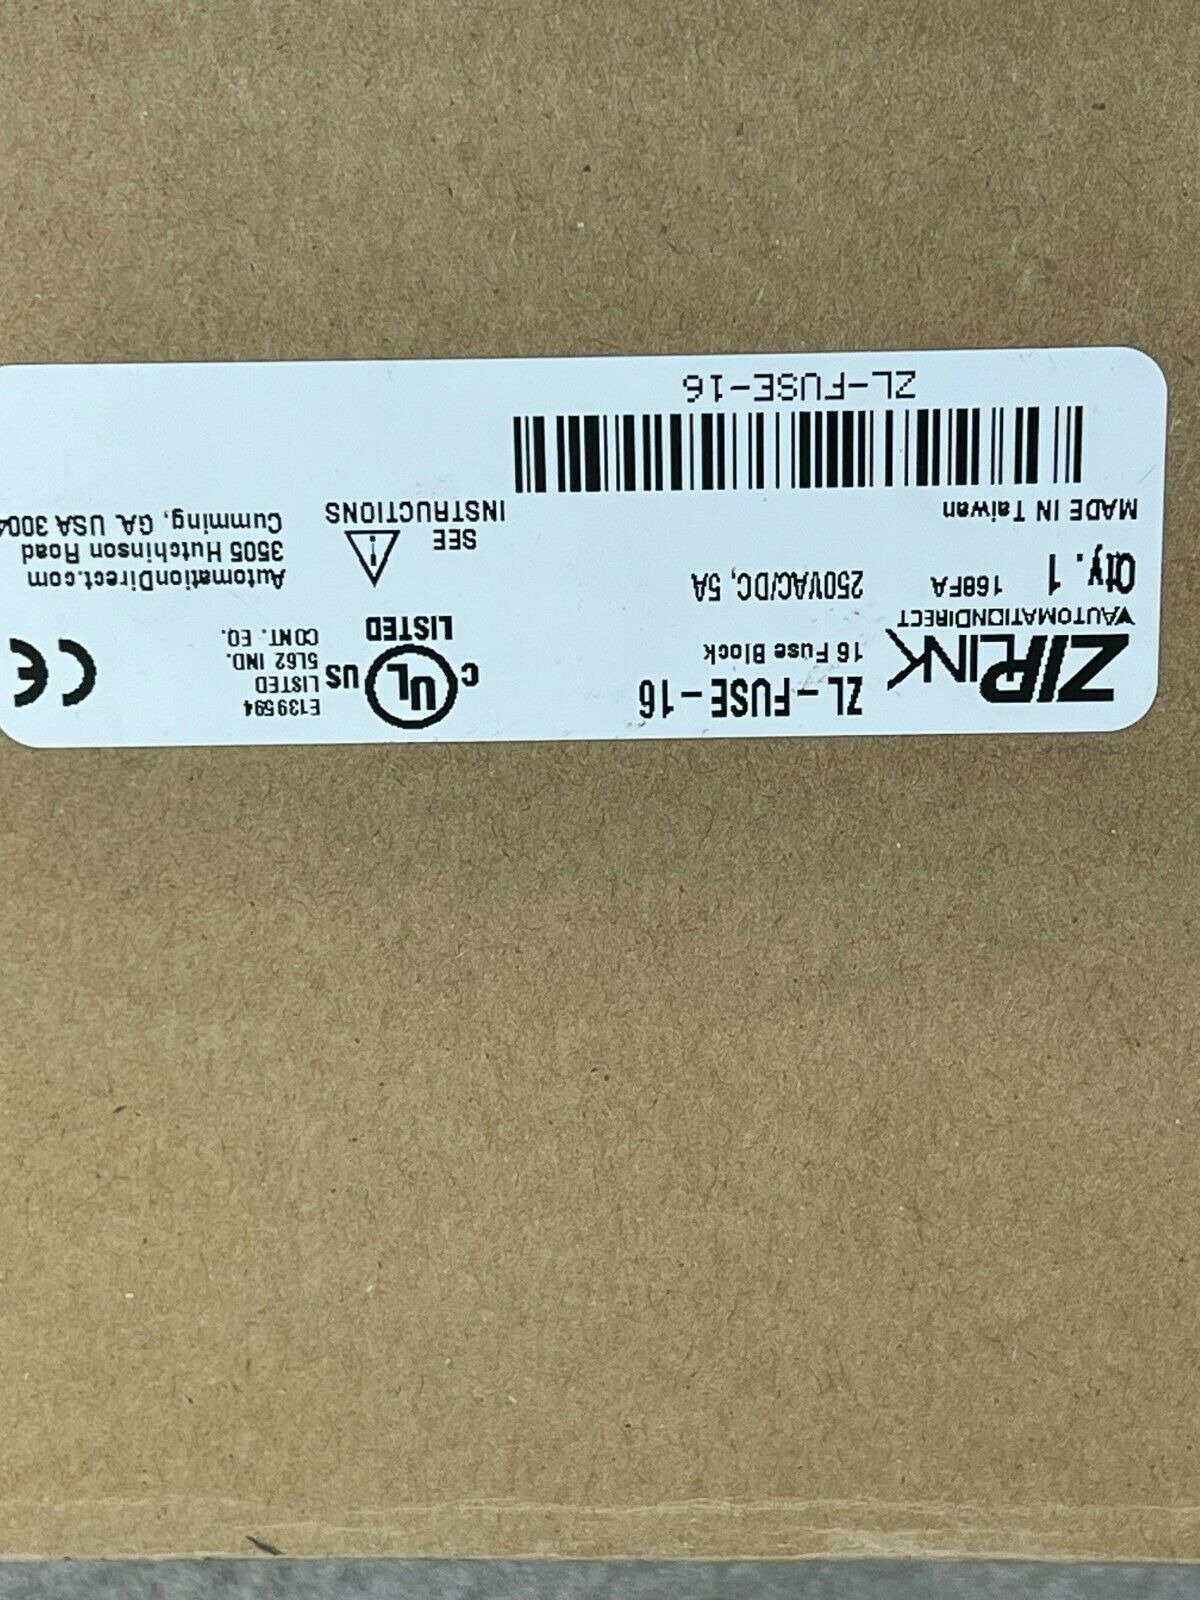 ZIPLINK
AUTOMATIONDIRECT
168FA
Qty. 1
MADE IN Taiwan
ZL-FUSE-16
16 Fuse Block
250VAC/DC, 5A
ZL-FUSE-16
C UL US
LISTED
E139594
LISTED
5L62 IND.
CONT. EQ.
CE
SEE
INSTRUCTIONS
AutomationDirect.com
3505 Hutchinson Road
Cumming, GA. USA